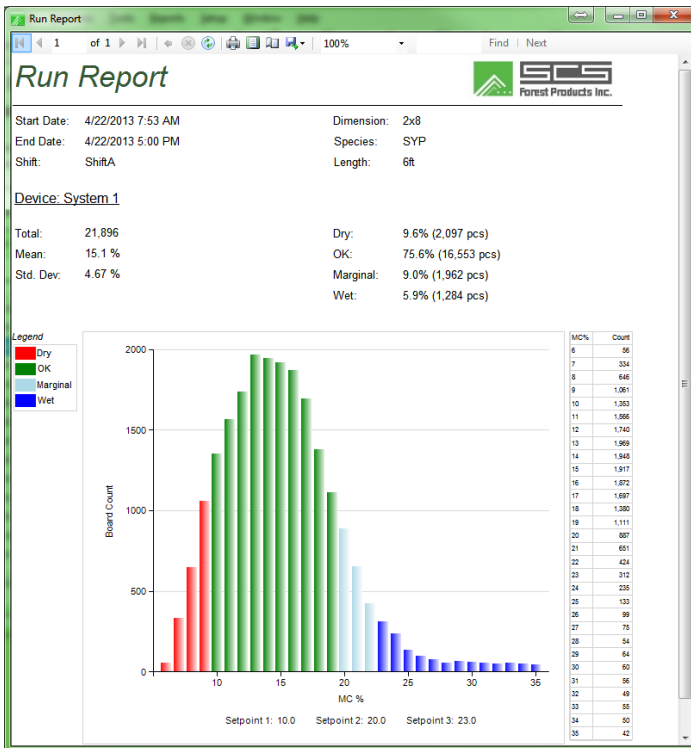 Run Report
1 of 1 100% Find | Next
Run Report
SCS
Forest Products Inc.
Start Date: 4/22/2013 7:53 AM Dimension: 2x8
End Date: 4/22/2013 5:00 PM Species: SYP
Shift: ShiftA Length: 6ft
Device: System 1
Total: 21,896 Dry: 9.6% (2,097 pcs)
Mean: 15.1 % OK: 75.6% (16,553 pcs)
Std. Dev: 4.67 % Marginal: 9.0% (1,962 pcs)
Wet: 5.9% (1,284 pcs)
Legend
Dry
OK
Marginal
Wet
2000
1500
1000
500
0
Board Count
10 15 20 25 30 35
MC %
Setpoint 1: 10.0 Setpoint 2: 20.0 Setpoint 3: 23.0
MC% Count
6 56
7 334
8 646
9 1,061
10 1,353
11 1,566
12 1,740
13 1,969
14 1,948
15 1,917
16 1,872
17 1,697
18 1,380
19 1,111
20 887
21 651
22 424
23 312
24 235
25 133
26 99
27 75
28 54
29 64
30 60
31 56
32 49
33 55
34 50
35 42